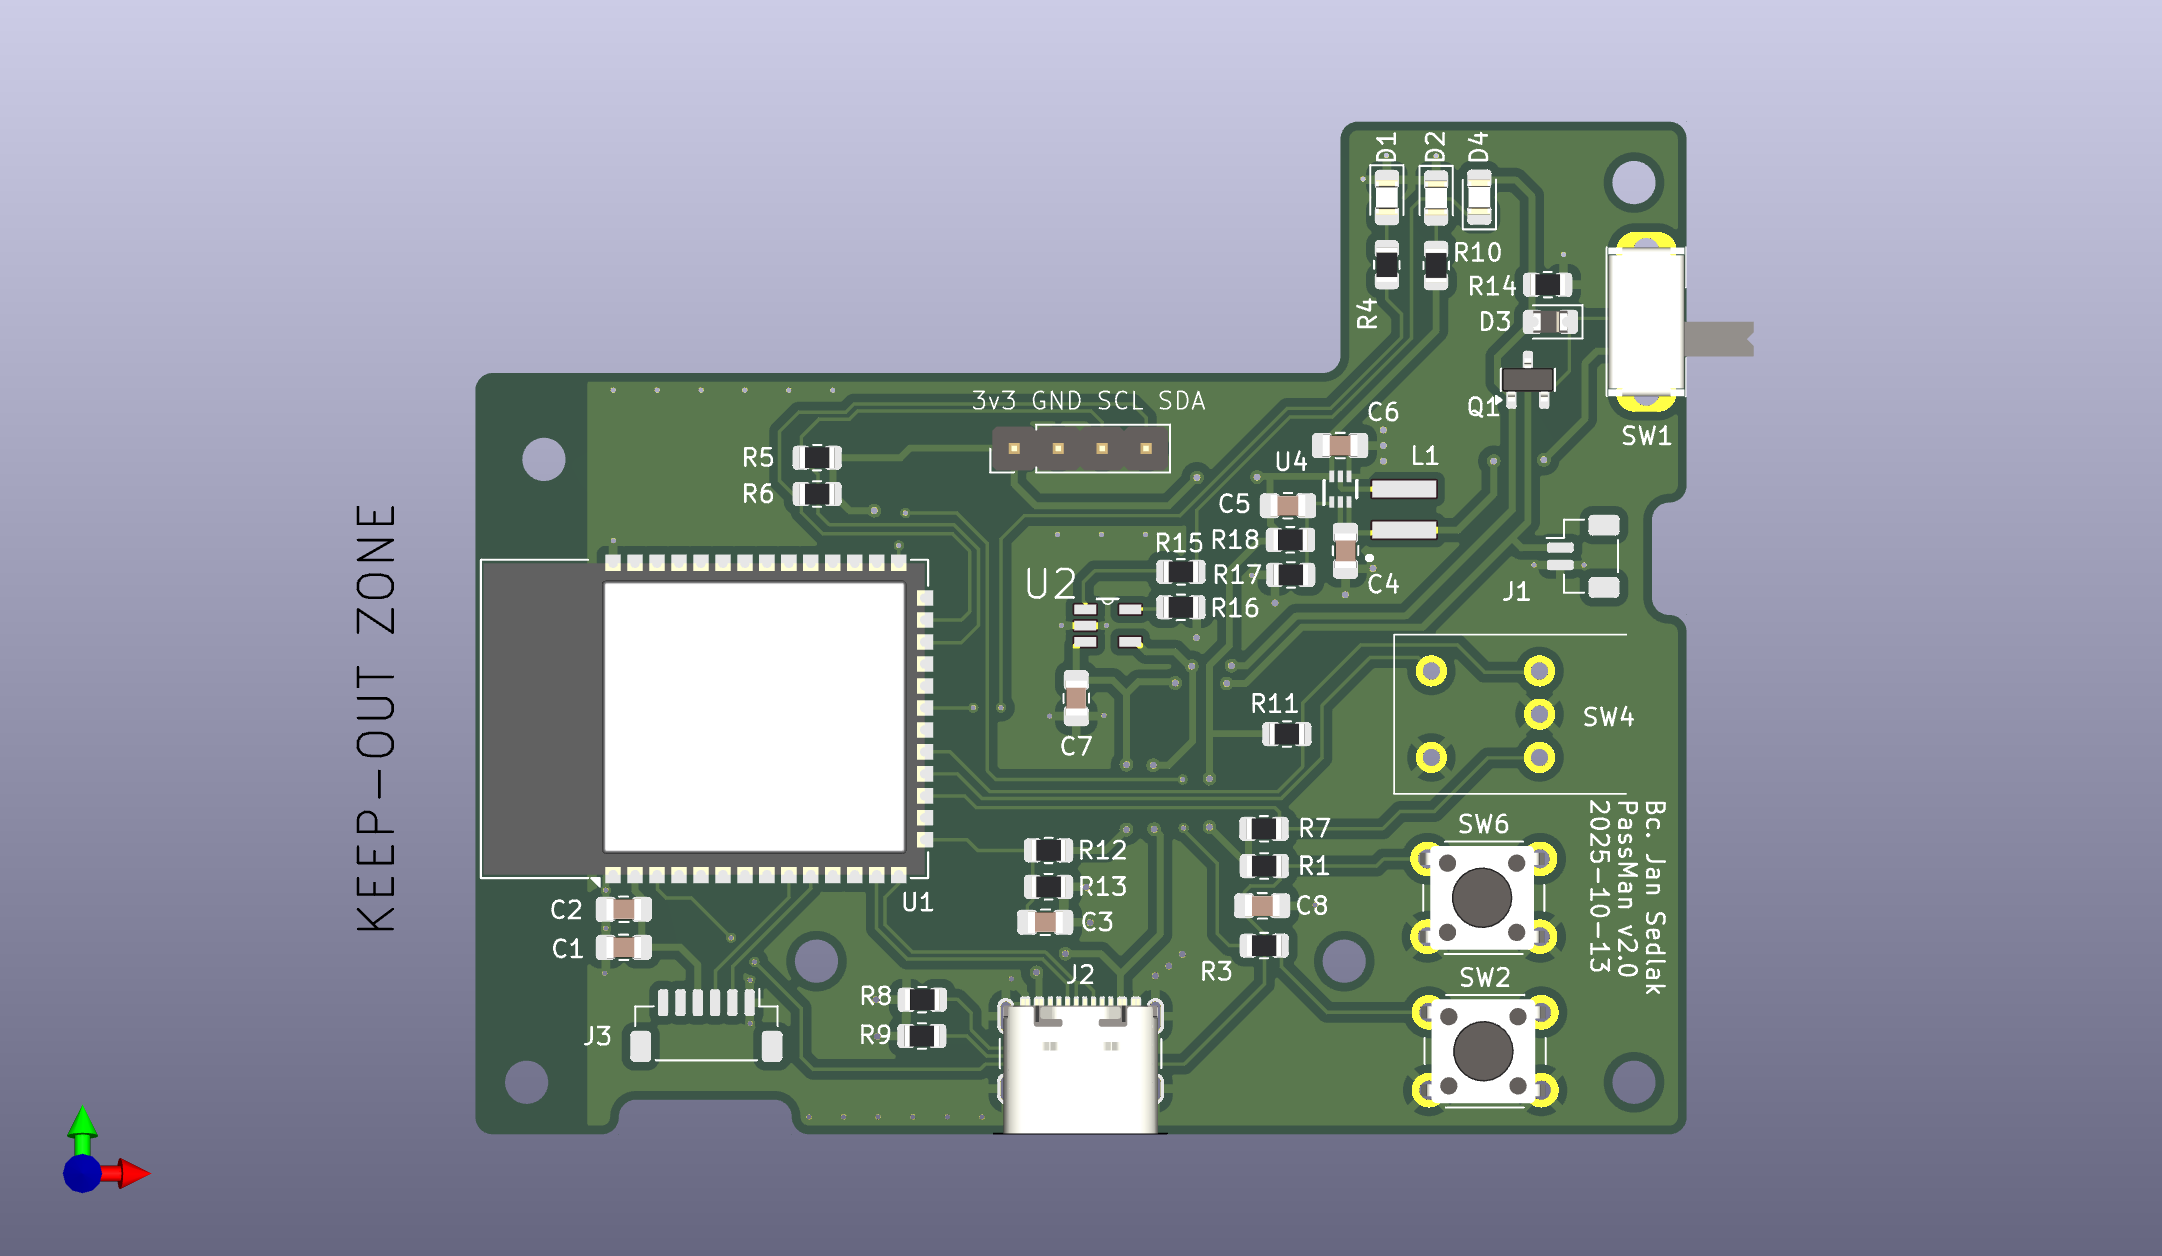 D1
D2
D4
R10
R14
R4
D3
3v3 GND SCL SDA
Q1
C6
SW1
R5
U4
L1
R6
C5
R15
R18
U2
R17
C4
J1
R16
KEEP-OUT ZONE
R11
SW4
C7
Bc. Jan Sedlak
PassMan v2.0
2025-10-13
R7
SW6
R12
R1
R13
U1
C2
C8
C3
C1
R3
J2
SW2
R8
J3
R9